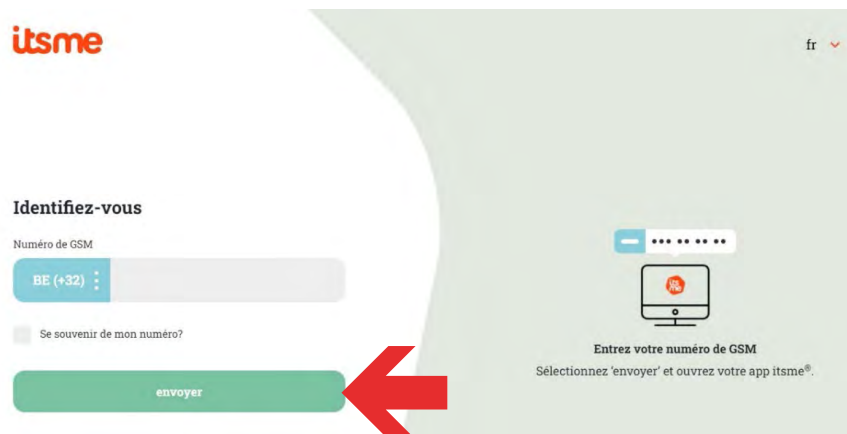 itsme
fr
Identifiez-vous
Numéro de GSM
BE (+32)
Se souvenir de mon numéro?
envoyer
Entrez votre numéro de GSM
Sélectionnez 'envoyer' et ouvrez votre app itsme®.